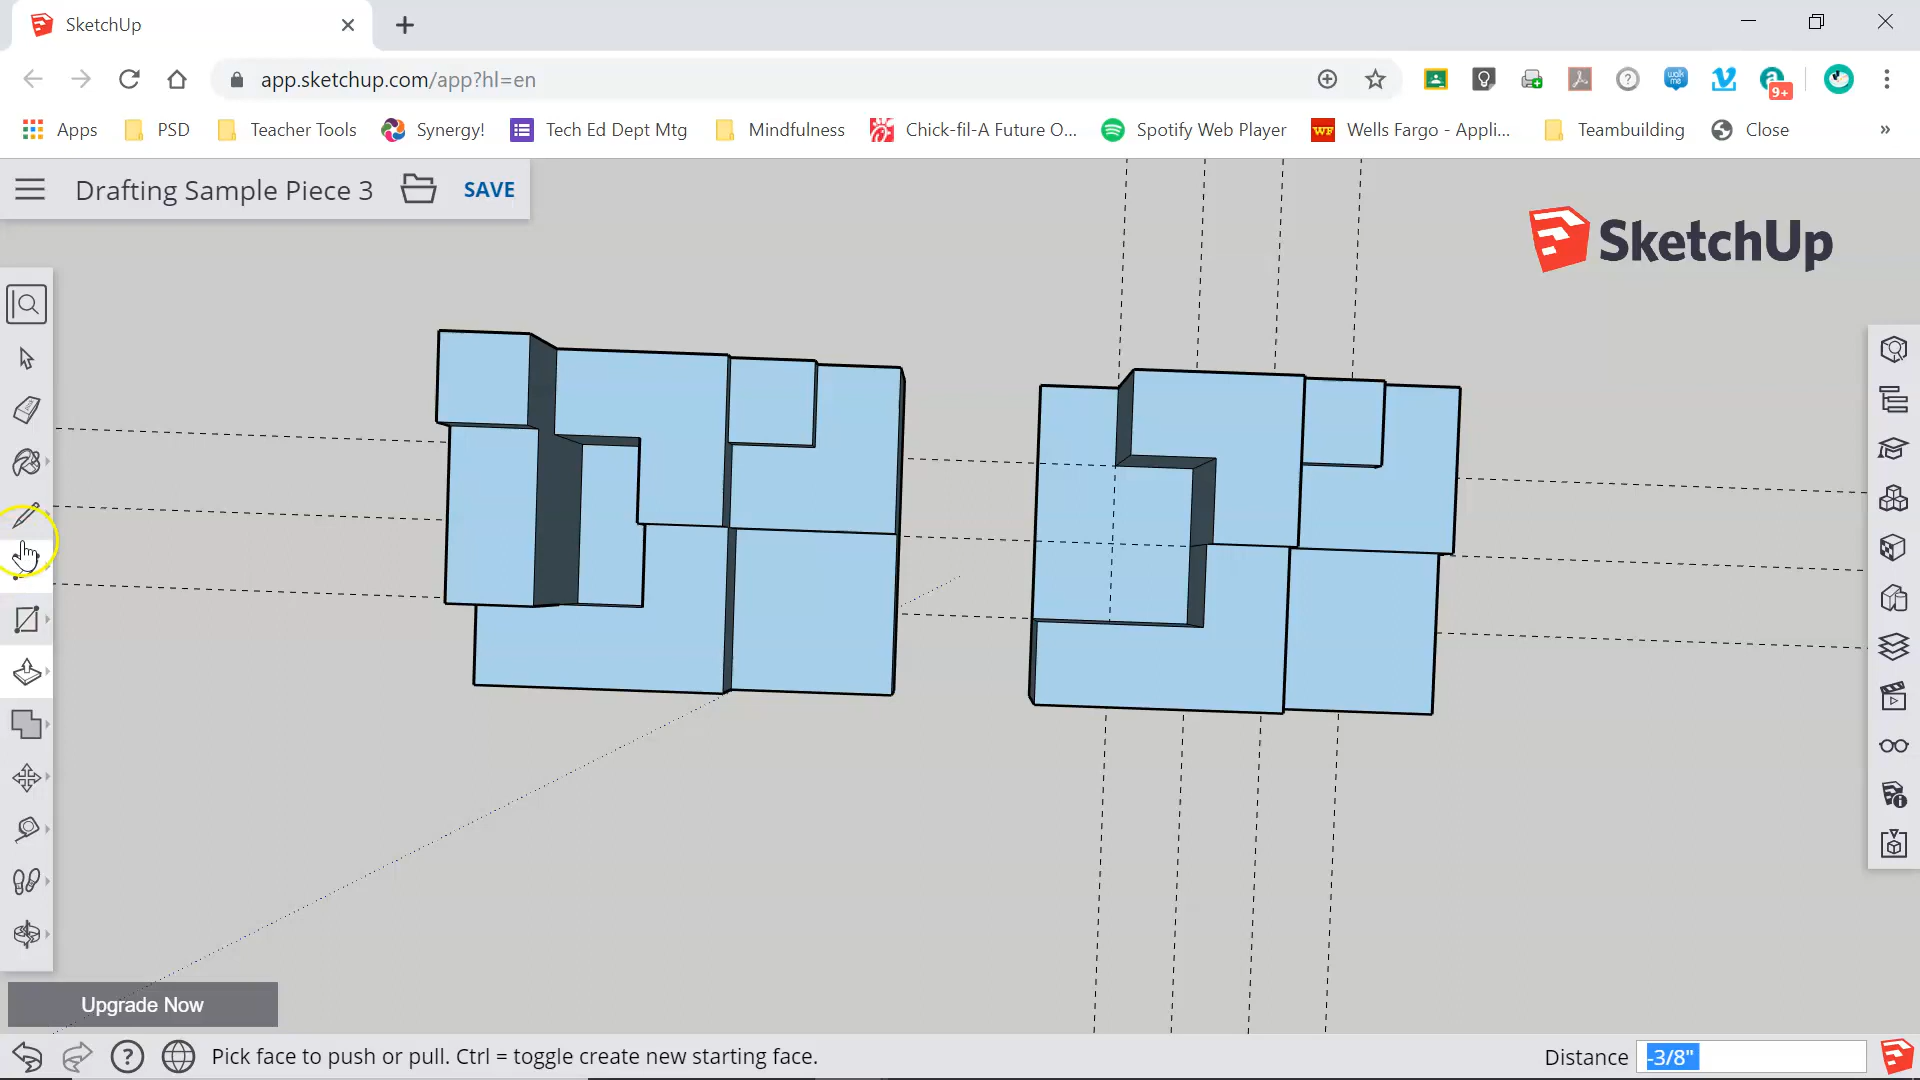 SketchUp
app.sketchup.com/app?hl=en
9+
Apps PSD Teacher Tools Synergy! Tech Ed Dept Mtg Mindfulness Chick-fil-A Future O... Spotify Web Player WF Wells Fargo - Appli... Teambuilding Close »
Drafting Sample Piece 3 SAVE
SketchUp
Upgrade Now
Pick face to push or pull. Ctrl = toggle create new starting face. Distance -3/8"